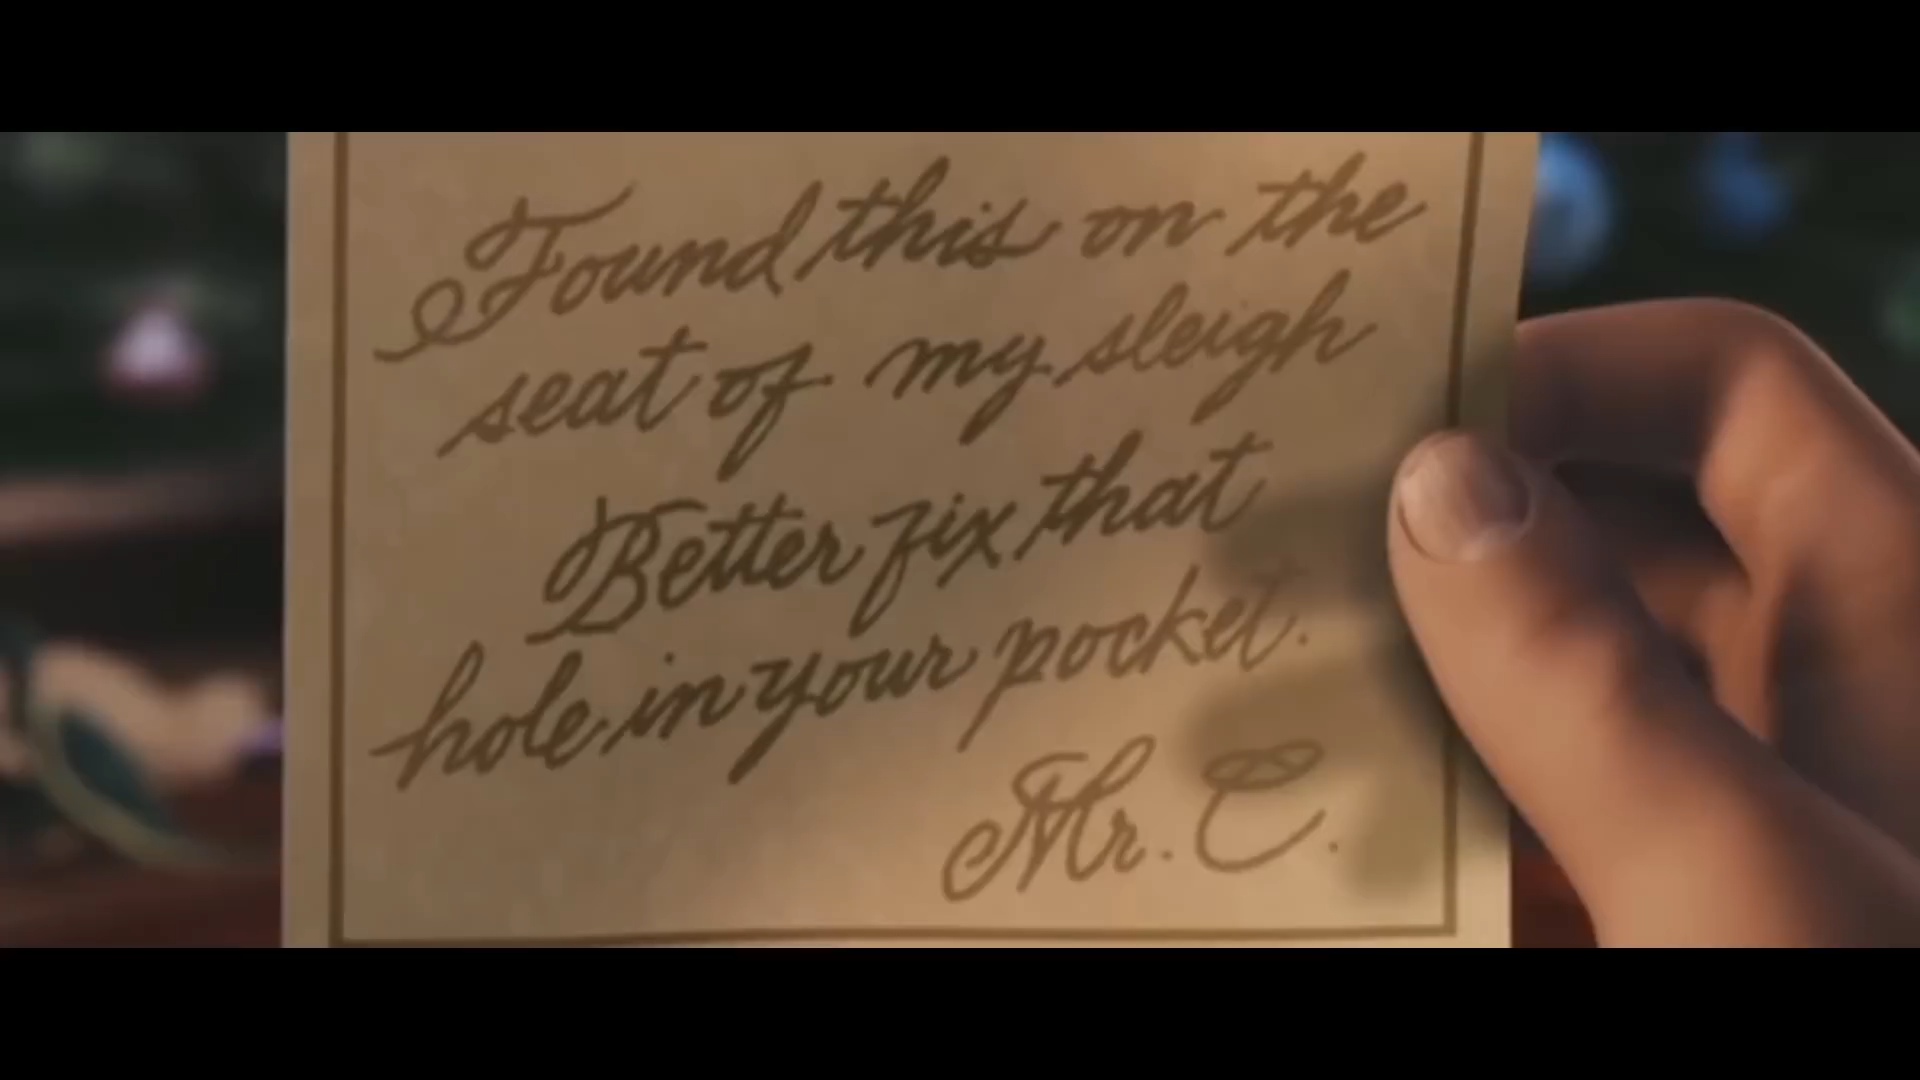 Found this on the
seat of my sleigh
Better fix that
hole in your pocket.
Mr. C.